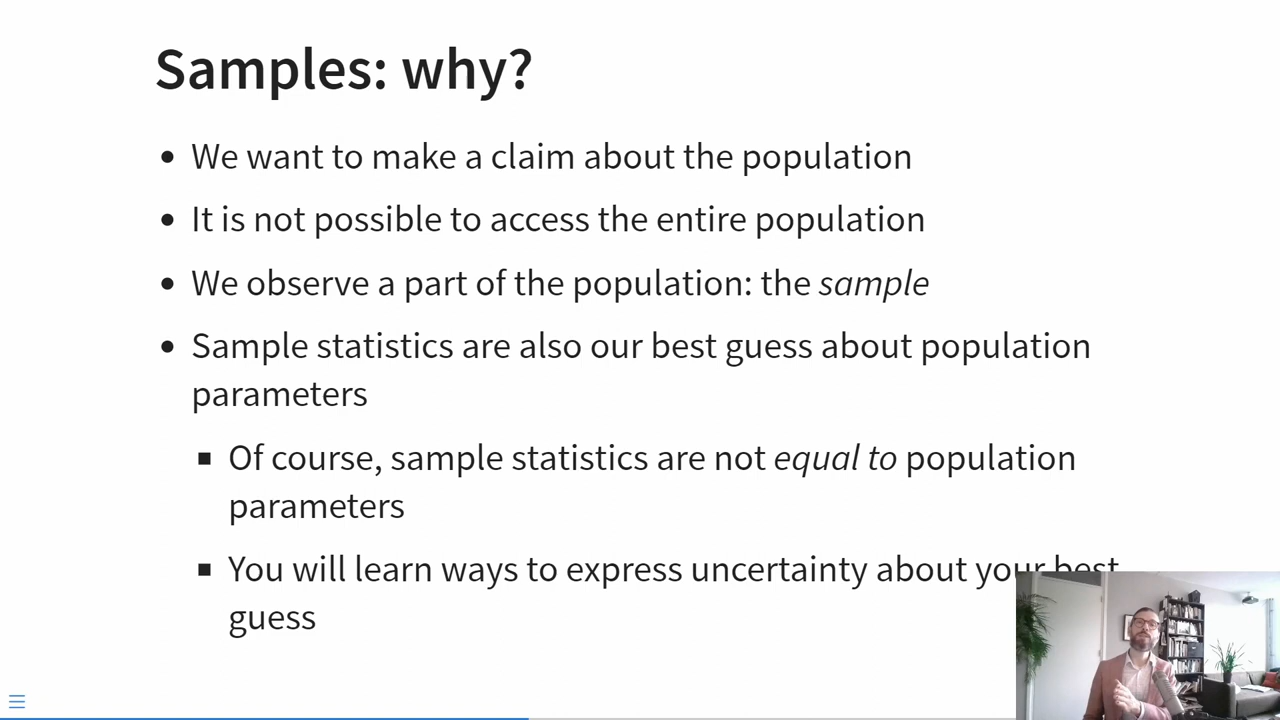 Samples: why?
• We want to make a claim about the population
• It is not possible to access the entire population
• We observe a part of the population: the sample
• Sample statistics are also our best guess about population
parameters
▪ Of course, sample statistics are not equal to population
parameters
▪ You will learn ways to express uncertainty about your best
guess